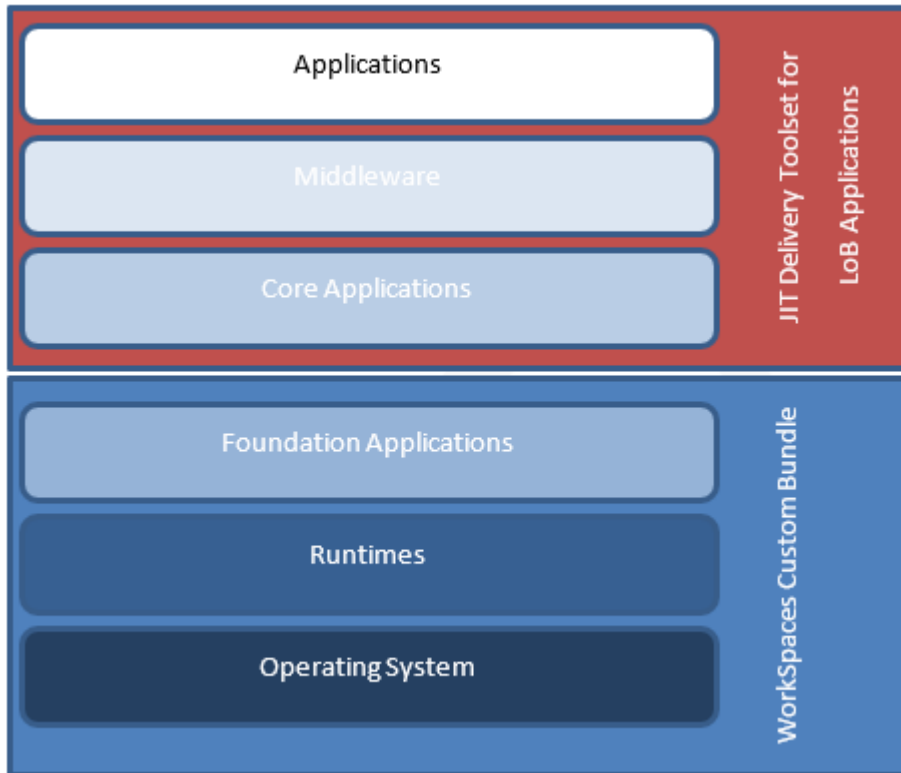 Applications
Middleware
Core Applications
JIT Delivery Toolset for
LoB Applications
Foundation Applications
Runtimes
Operating System
WorkSpaces Custom Bundle